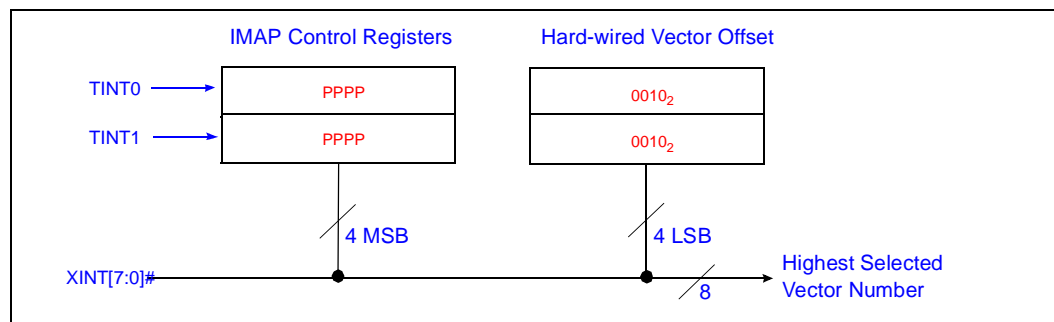 IMAP Control Registers
Hard-wired Vector Offset
TINT0
PPPP
0010₂
TINT1
PPPP
0010₂
4 MSB
4 LSB
XINT[7:0]#
8
Highest Selected
Vector Number